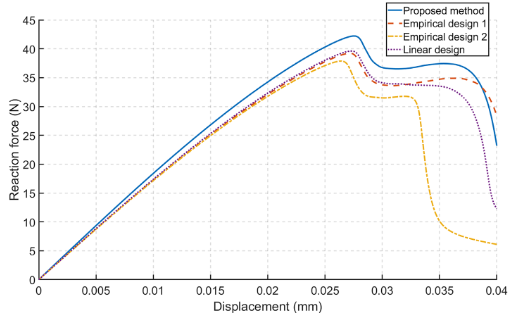 Proposed method
Empirical design 1
Empirical design 2
Linear design
45
40
35
30
25
20
15
10
5
0
Reaction force (N)
0 0.005 0.01 0.015 0.02 0.025 0.03 0.035 0.04
Displacement (mm)